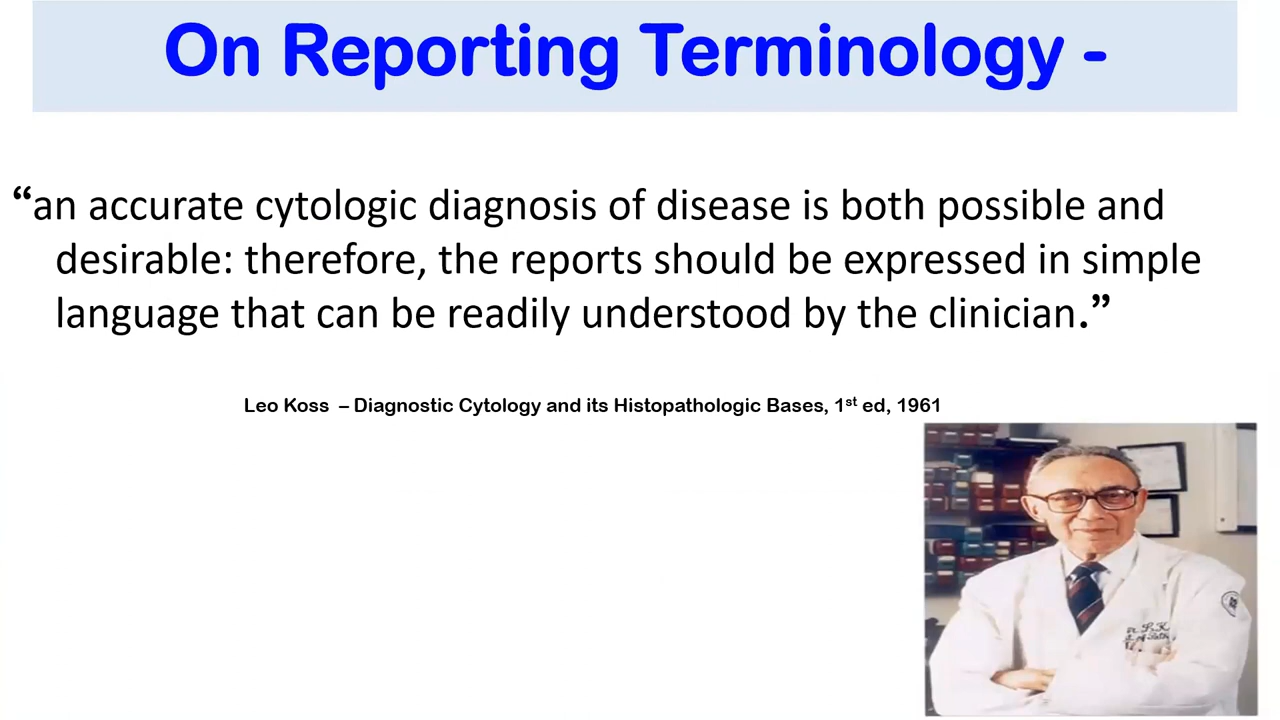 On Reporting Terminology -
“an accurate cytologic diagnosis of disease is both possible and
desirable: therefore, the reports should be expressed in simple
language that can be readily understood by the clinician.”
Leo Koss – Diagnostic Cytology and its Histopathologic Bases, 1st ed, 1961